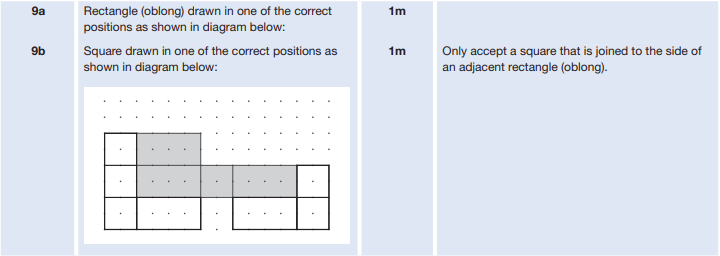 9a
Rectangle (oblong) drawn in one of the correct
positions as shown in diagram below:
1m
9b
Square drawn in one of the correct positions as
shown in diagram below:
1m
Only accept a square that is joined to the side of
an adjacent rectangle (oblong).